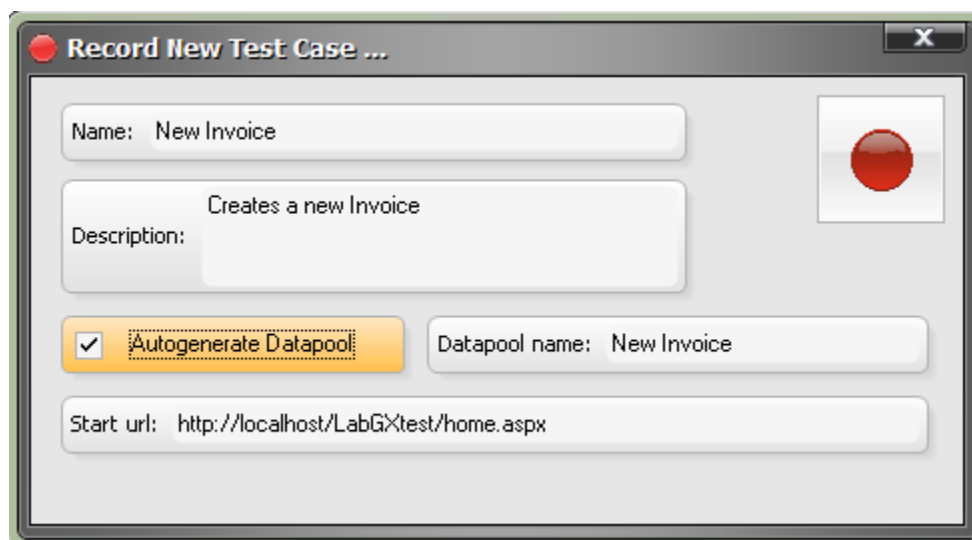 Record New Test Case ...
x
Name: New Invoice
Description: Creates a new Invoice
Autogenerate Datapool
Datapool name: New Invoice
Start url: http://localhost/LabGXtest/home.aspx